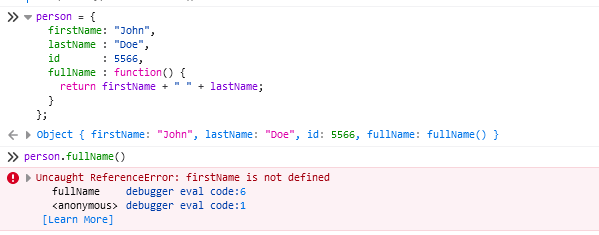 person = {
firstName: "John",
lastName : "Doe",
id : 5566,
fullName : function() {
return firstName + " " + lastName;
}
};
Object { firstName: "John", lastName: "Doe", id: 5566, fullName: fullName() }
person.fullName()
Uncaught ReferenceError: firstName is not defined
fullName debugger eval code:6
<anonymous> debugger eval code:1
[Learn More]